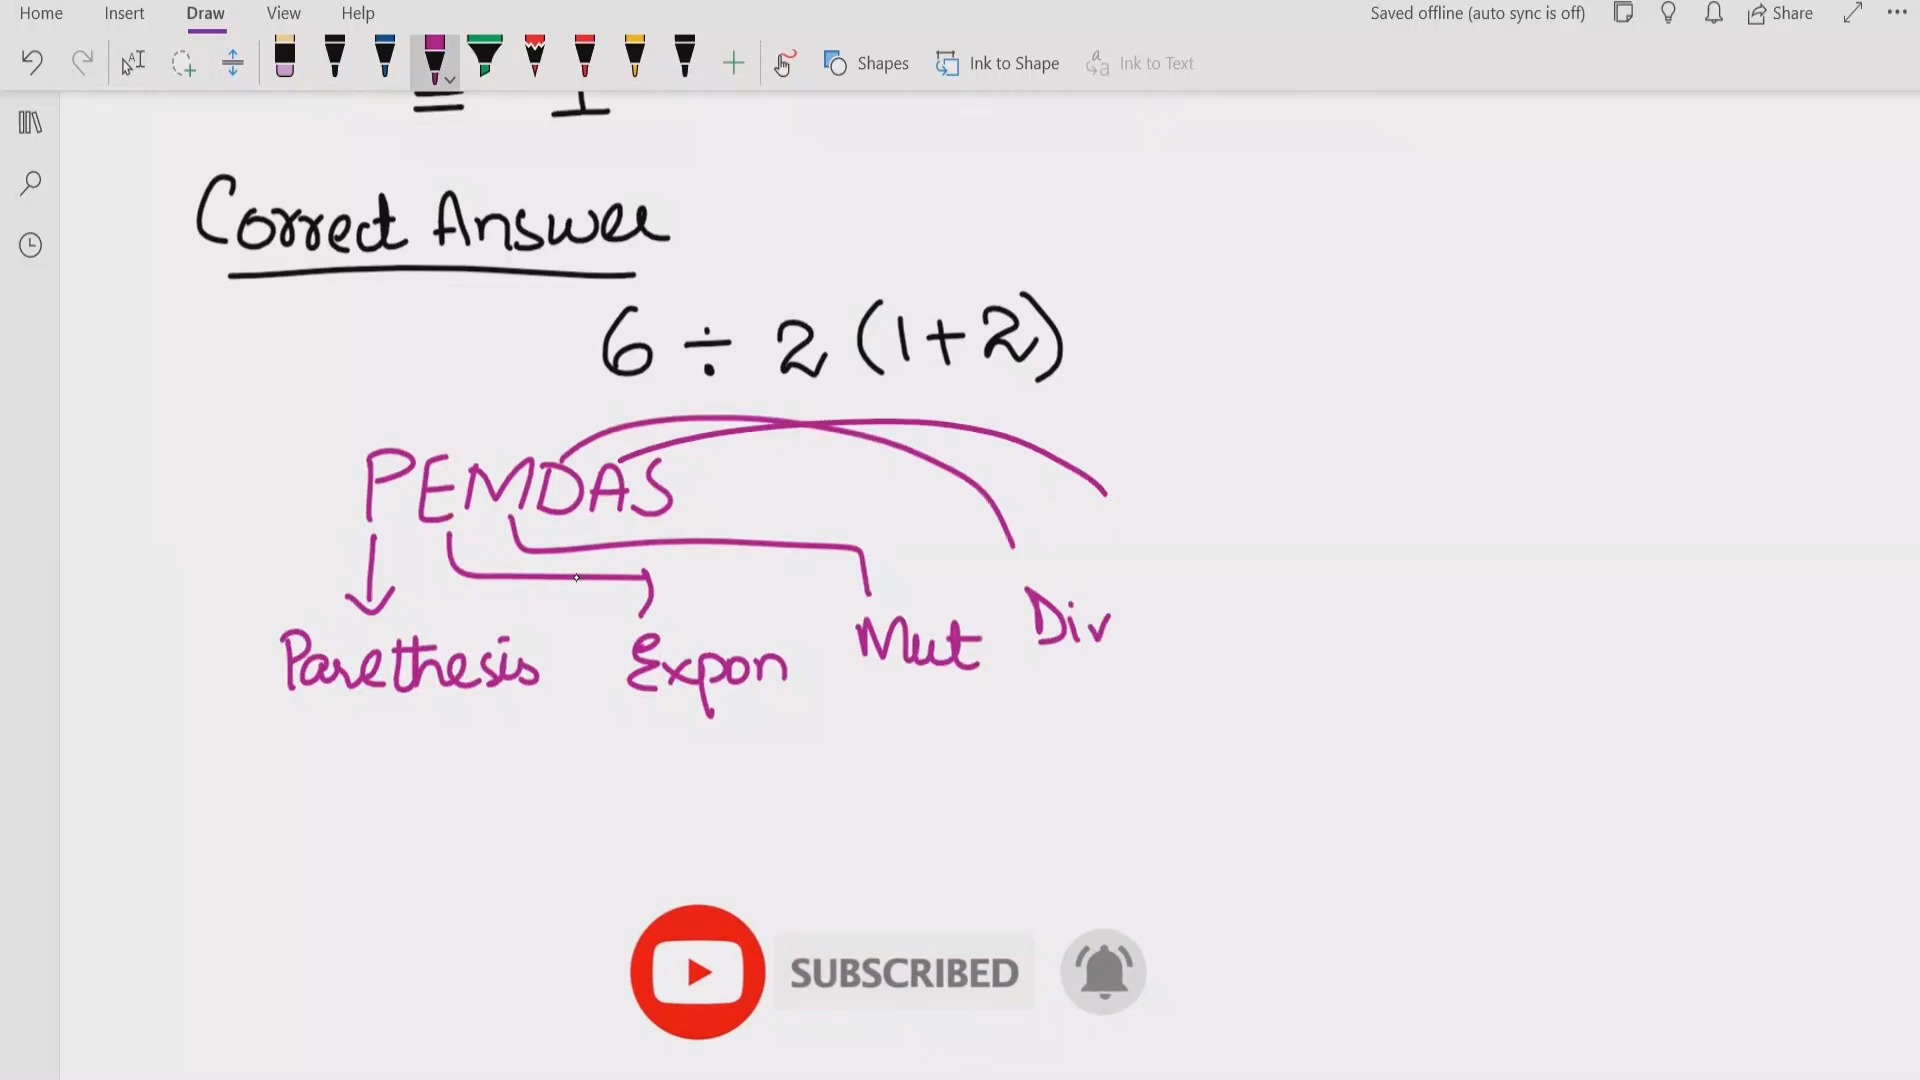 Home Insert Draw View Help Saved offline (auto sync is off) Share
Shapes Ink to Shape Ink to Text
= 1
Correct Answer
6 ÷ 2 (1+2)
PEMDAS
Parethesis Expon Mut Div
SUBSCRIBED